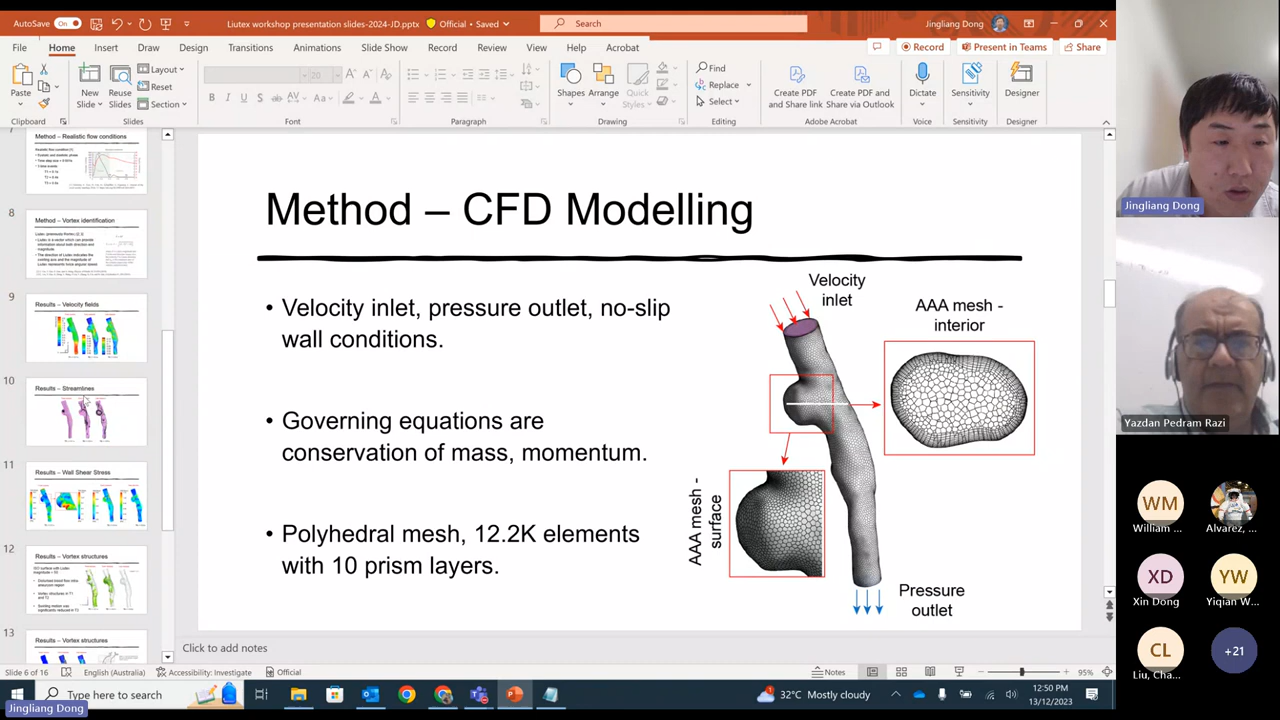 AutoSave
On
Liutex workshop presentation slides-2024-JD.pptx
Official • Saved
Search
Jingliang Dong
File
Home
Insert
Draw
Design
Transitions
Animations
Slide Show
Record
Review
View
Help
Acrobat
Record
Present in Teams
Share
Paste
New
Slide
Reuse
Slides
Layout
Reset
Section
20
Shapes
Arrange
Quick
Styles
Find
Replace
Select
Create PDF
and Share link
Create PDF and
Share via Outlook
Dictate
Sensitivity
Designer
Clipboard
Slides
Font
Paragraph
Drawing
Editing
Adobe Acrobat
Voice
Sensitivity
Designer
7
Method – Realistic flow conditions
8
Method – Vortex identification
9
Results – Velocity fields
10
Results – Streamlines
11
Results – Wall Shear Stress
12
Results – Vortex structures
13
Results – Vortex structures
Method – CFD Modelling
• Velocity inlet, pressure outlet, no-slip
wall conditions.
• Governing equations are
conservation of mass, momentum.
• Polyhedral mesh, 12.2K elements
with 10 prism layers.
Velocity
inlet
AAA mesh -
interior
AAA mesh -
surface
Pressure
outlet
Click to add notes
Slide 6 of 16
English (Australia)
Accessibility: Investigate
Official
Notes
95%
Type here to search
32°C Mostly cloudy
12:50 PM
13/12/2023
Jingliang Dong
Jingliang Dong
Yazdan Pedram Razi
WM
William ...
Alvarez, ...
XD
Xin Dong
YW
Yiqian W...
CL
Liu, Cha...
+21